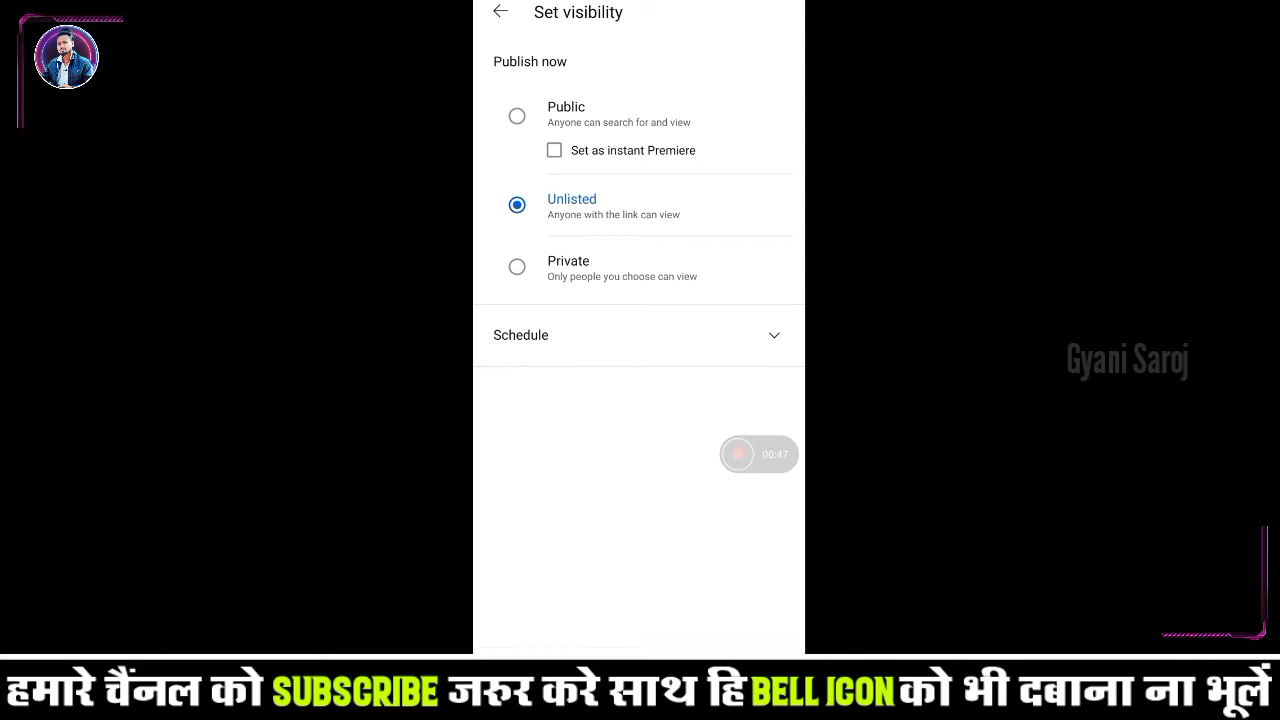 Set visibility
Publish now
Public
Anyone can search for and view
Set as instant Premiere
Unlisted
Anyone with the link can view
Private
Only people you choose can view
Schedule
Gyani Saroj
00:47
हमारे चैंनल को SUBSCRIBE जरुर करे साथ हि BELL ICON को भी दबाना ना भूलें